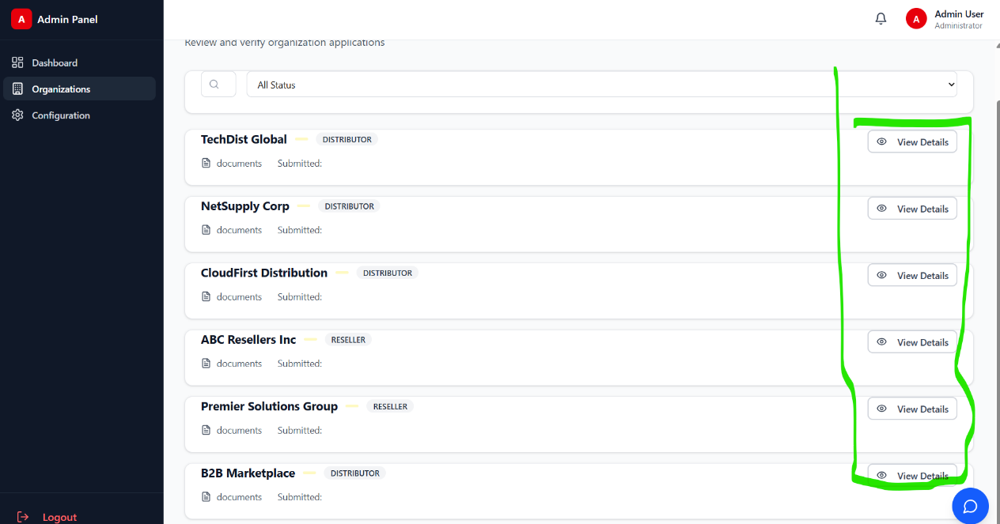 A Admin Panel
A Admin User
Administrator
Dashboard
Organizations
Configuration
Logout
Review and verify organization applications
All Status
TechDist Global DISTRIBUTOR View Details
documents Submitted:
NetSupply Corp DISTRIBUTOR View Details
documents Submitted:
CloudFirst Distribution DISTRIBUTOR View Details
documents Submitted:
ABC Resellers Inc RESELLER View Details
documents Submitted:
Premier Solutions Group RESELLER View Details
documents Submitted:
B2B Marketplace DISTRIBUTOR View Details
documents Submitted: